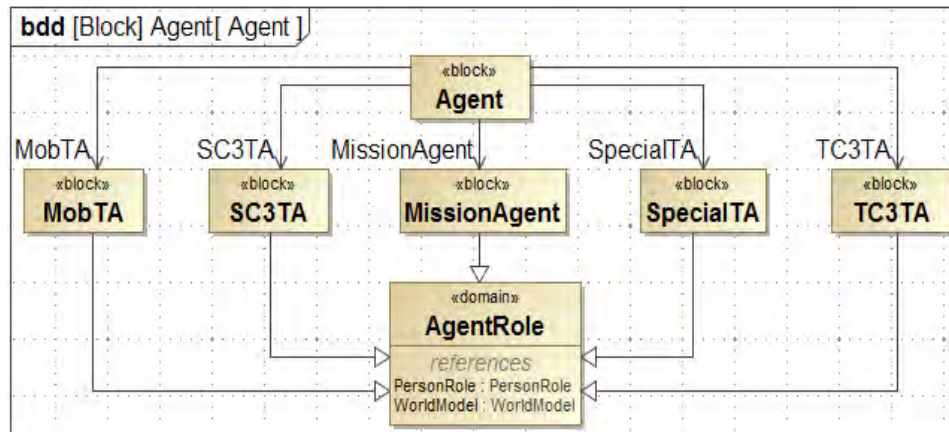 bdd [Block] Agent[ Agent ]
«block»
Agent
MobTA
SC3TA
MissionAgent
SpecialTA
TC3TA
«block»
MobTA
«block»
SC3TA
«block»
MissionAgent
«block»
SpecialTA
«block»
TC3TA
«domain»
AgentRole
references
PersonRole : PersonRole
WorldModel : WorldModel